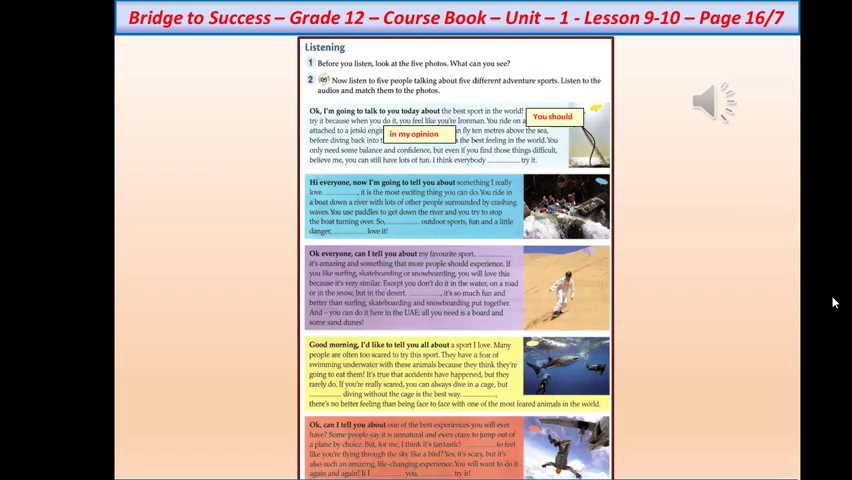 Bridge to Success – Grade 12 – Course Book – Unit – 1 - Lesson 9-10 – Page 16/7
Listening
1 Before you listen, look at the five photos. What can you see?
2 Now listen to five people talking about five different adventure sports. Listen to the
audios and match them to the photos.
Ok, I'm going to talk to you today about the best sport in the world!
You should
try it because when you do it, you feel like you're Ironman. You ride on a
in my opinion
attached to a jetski engin n fly ten metres above the sea,
before diving back into t s the best feeling in the world. You
only need some balance and confidence, but even if you find those things difficult,
believe me, you can still have lots of fun. I think everybody .......... try it.
Hi everyone, now I'm going to tell you about something I really
love. .........., it is the most exciting thing you can do. You ride in
a boat down a river with lots of other people surrounded by crashing
waves. You use paddles to get down the river and you try to stop
the boat turning over. So, .......... outdoor sports, fun and a little
danger, .......... love it!
Ok everyone, can I tell you about my favourite sport. ..........
it's amazing and something that more people should experience. If
you like surfing, skateboarding or snowboarding, you will love this
because it's very similar. Except you don't do it in the water, on a road
or in the snow, but in the desert. .........., it's so much fun and
better than surfing, skateboarding and snowboarding put together.
And – you can do it here in the UAE: all you need is a board and
some sand dunes!
Good morning, I'd like to tell you all about a sport I love. Many
people are often too scared to try this sport. They have a fear of
swimming underwater with these animals because they think they're
going to eat them! It's true that accidents have happened, but they
rarely do. If you're really scared, you can always dive in a cage, but
.......... diving without the cage is the best way. ..........,
there's no better feeling than being face to face with one of the most feared animals in the world.
Ok, can I tell you about one of the best experiences you will ever
have? Some people say it is unnatural and even crazy to jump out of
a plane by choice. But, for me, I think it's fantastic! .......... to feel
like you're flying through the sky like a bird? Yes, it's scary, but it's
also such an amazing, life-changing experience. You will want to do it
again and again! If I .......... you, .......... try it!